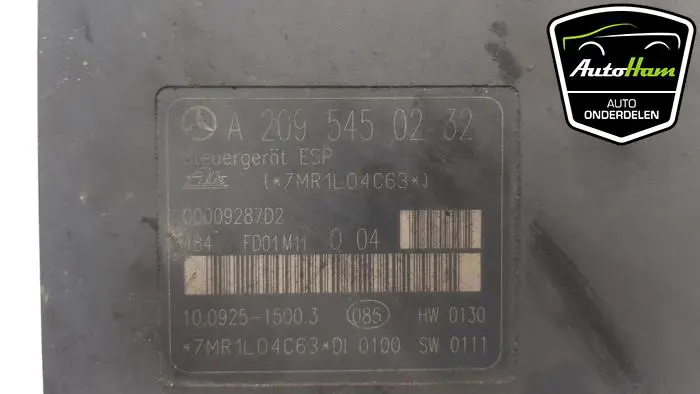 A 209 545 02 32
Steuergerät ESP
(*7MR1L04C63*)
00009287D2
184 FD01M11 0 04
10.0925-1500.3 085 HW 0130
*7MR1L04C63*DI 0100 SW 0111
AutoHam
AUTO
ONDERDELEN